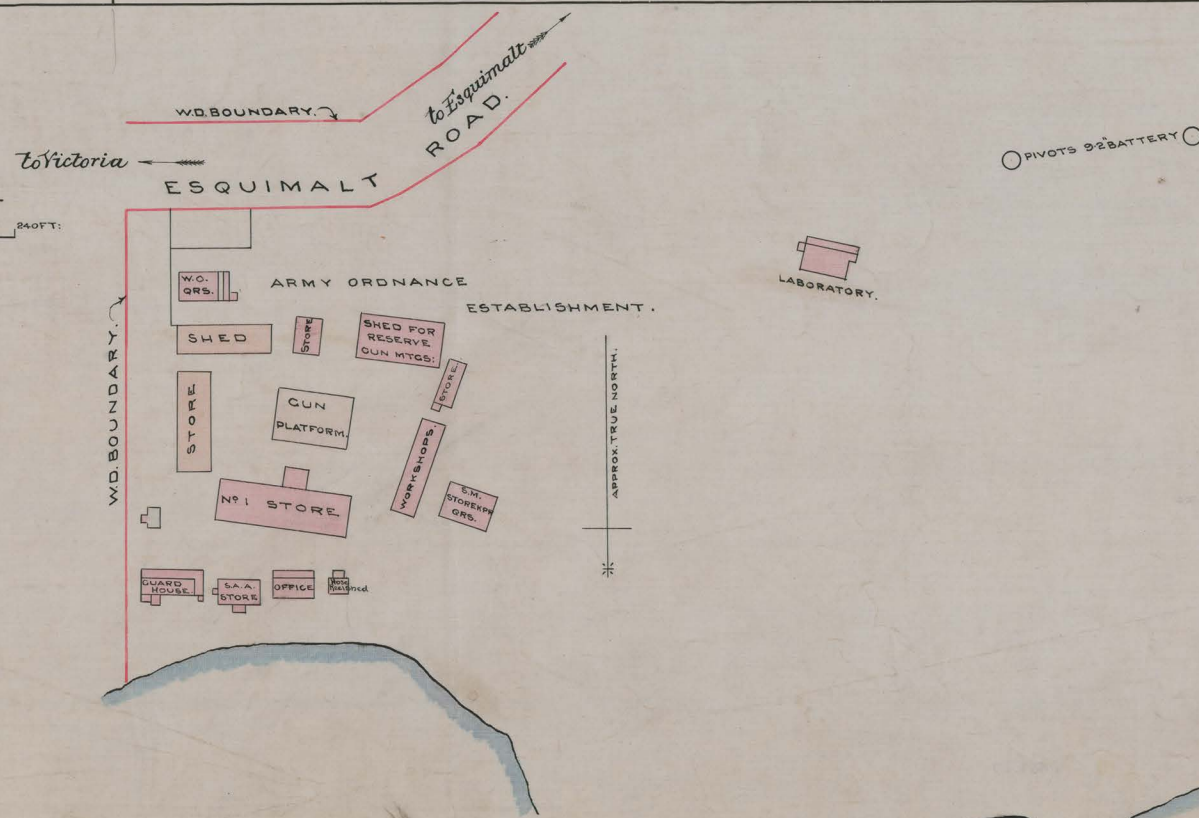 to Esquimalt
W.D. BOUNDARY.
ROAD.
to Victoria
PIVOTS 9·2" BATTERY
ESQUIMALT
240FT:
W.O.
QRS.
ARMY ORDNANCE
ESTABLISHMENT.
LABORATORY.
SHED
STORE
SHED FOR
RESERVE
GUN MTGS:
STORE
W.D. BOUNDARY.
STORE
GUN
PLATFORM.
WORKSHOPS.
APPROX. TRUE NORTH.
Nº 1 STORE
S.M.
STOREKPR
QRS.
GUARD
HOUSE.
S.A.A.
STORE
OFFICE
Hose